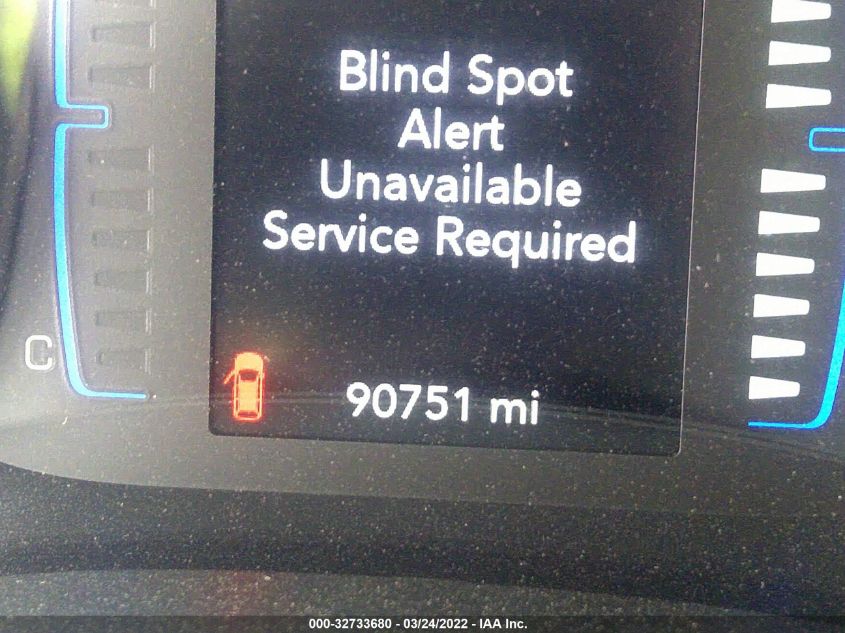 Blind Spot
Alert
Unavailable
Service Required
C
90751 mi
000-32733680 - 03/24/2022 - IAA Inc.